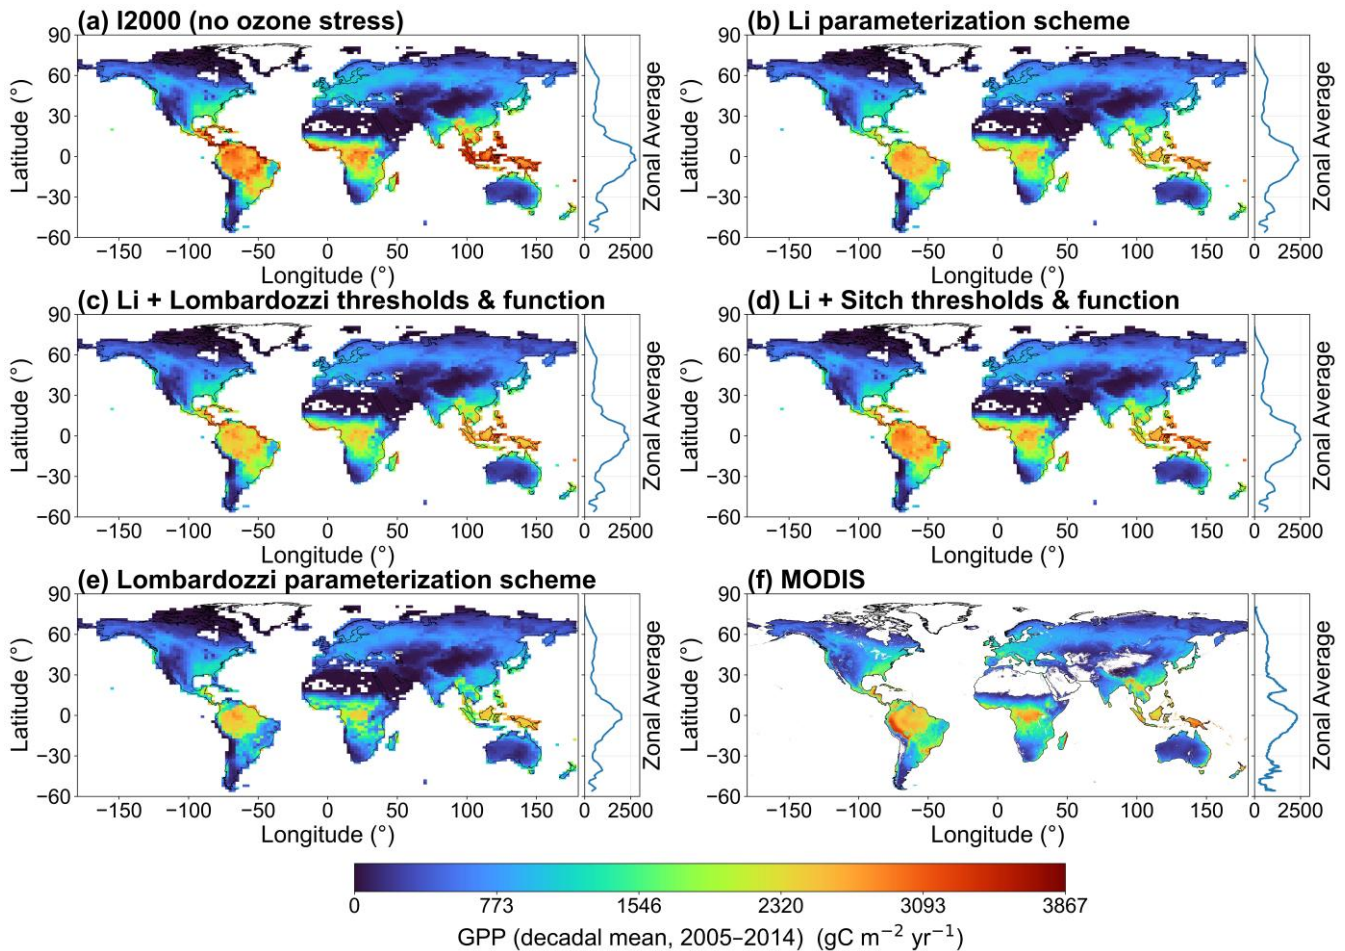 (a) I2000 (no ozone stress)
90
60
30
0
−30
−60
Latitude (°)
−150 −100 −50 0 50 100 150
Longitude (°)
0 2500
Zonal Average
(b) Li parameterization scheme
90
60
30
0
−30
−60
Latitude (°)
−150 −100 −50 0 50 100 150
Longitude (°)
0 2500
Zonal Average
(c) Li + Lombardozzi thresholds & function
90
60
30
0
−30
−60
Latitude (°)
−150 −100 −50 0 50 100 150
Longitude (°)
0 2500
Zonal Average
(d) Li + Sitch thresholds & function
90
60
30
0
−30
−60
Latitude (°)
−150 −100 −50 0 50 100 150
Longitude (°)
0 2500
Zonal Average
(e) Lombardozzi parameterization scheme
90
60
30
0
−30
−60
Latitude (°)
−150 −100 −50 0 50 100 150
Longitude (°)
0 2500
Zonal Average
(f) MODIS
90
60
30
0
−30
−60
Latitude (°)
−150 −100 −50 0 50 100 150
Longitude (°)
0 2500
Zonal Average
0 773 1546 2320 3093 3867
GPP (decadal mean, 2005–2014) (gC m⁻² yr⁻¹)